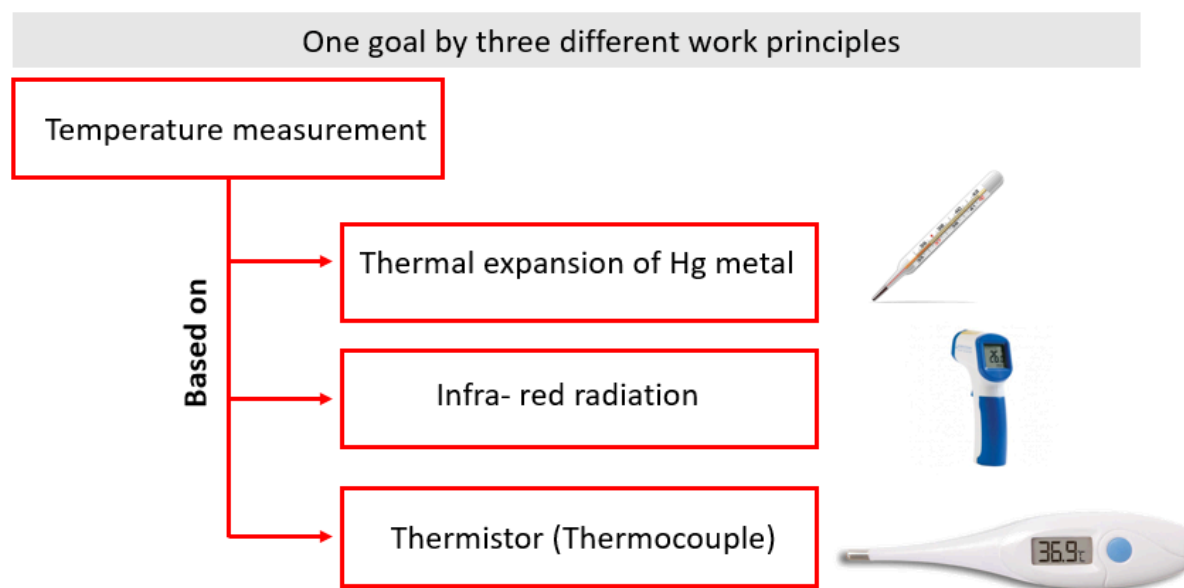 One goal by three different work principles
Temperature measurement
Based on
Thermal expansion of Hg metal
Infra- red radiation
Thermistor (Thermocouple)
36.9℃